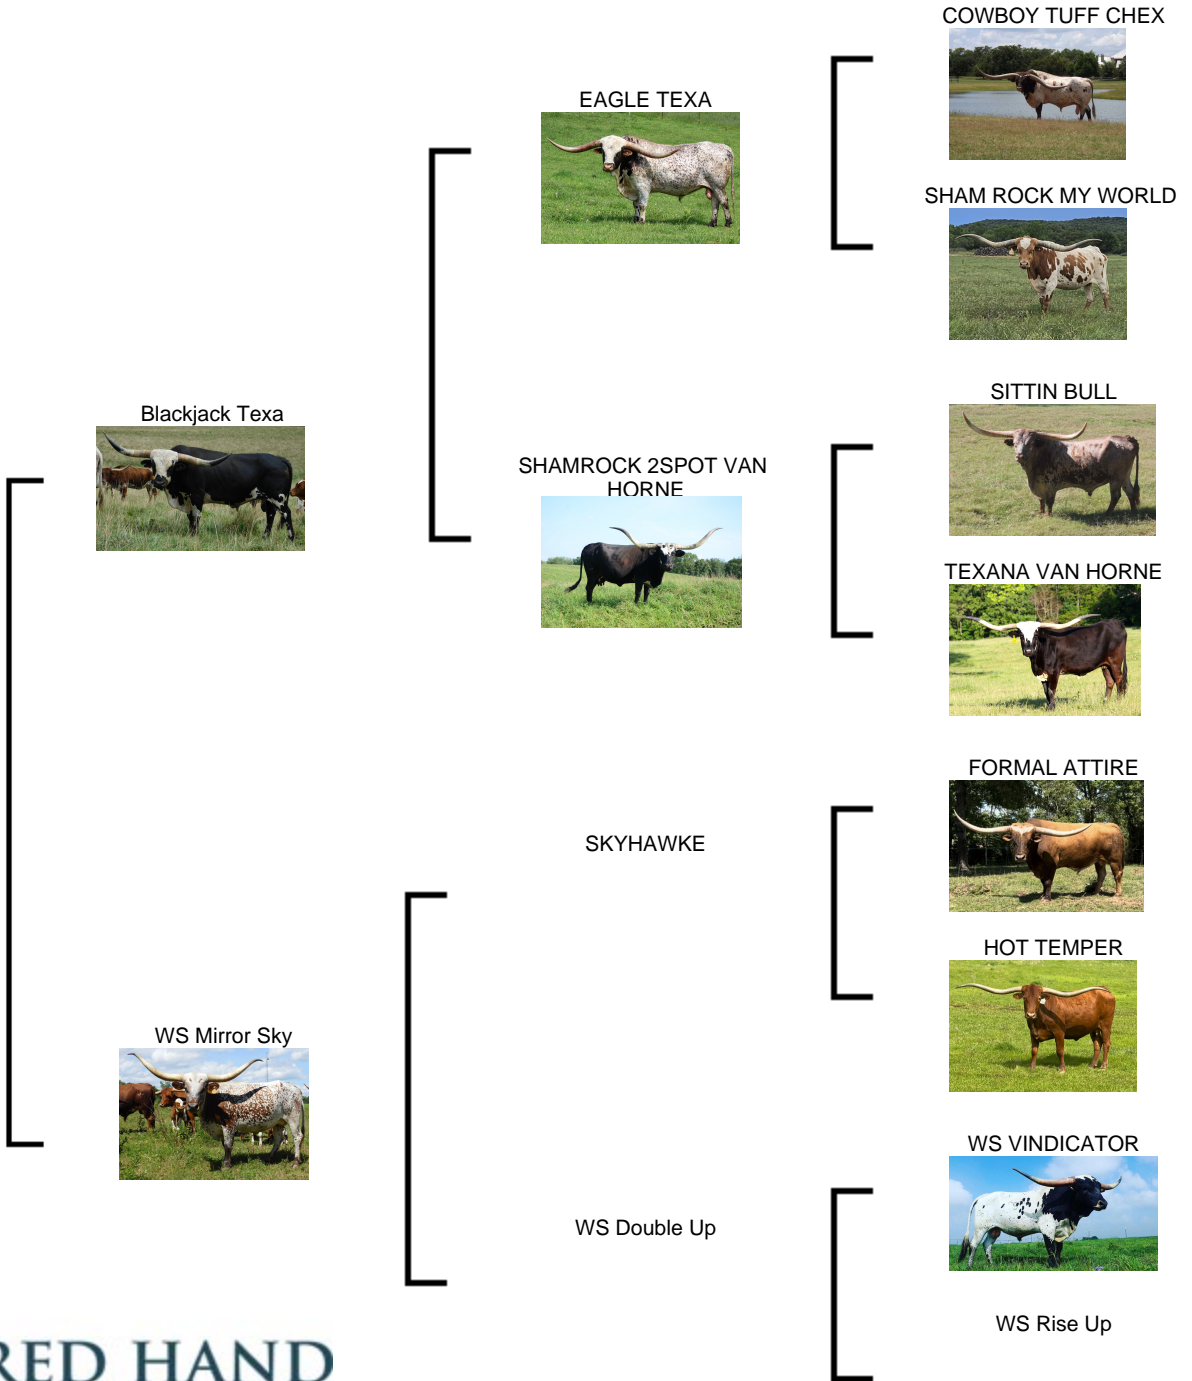 COWBOY TUFF CHEX
EAGLE TEXA
SHAM ROCK MY WORLD
Blackjack Texa
SITTIN BULL
SHAMROCK 2SPOT VAN
HORNE
TEXANA VAN HORNE
FORMAL ATTIRE
SKYHAWKE
HOT TEMPER
WS Mirror Sky
WS VINDICATOR
WS Double Up
WS Rise Up
RED HAND